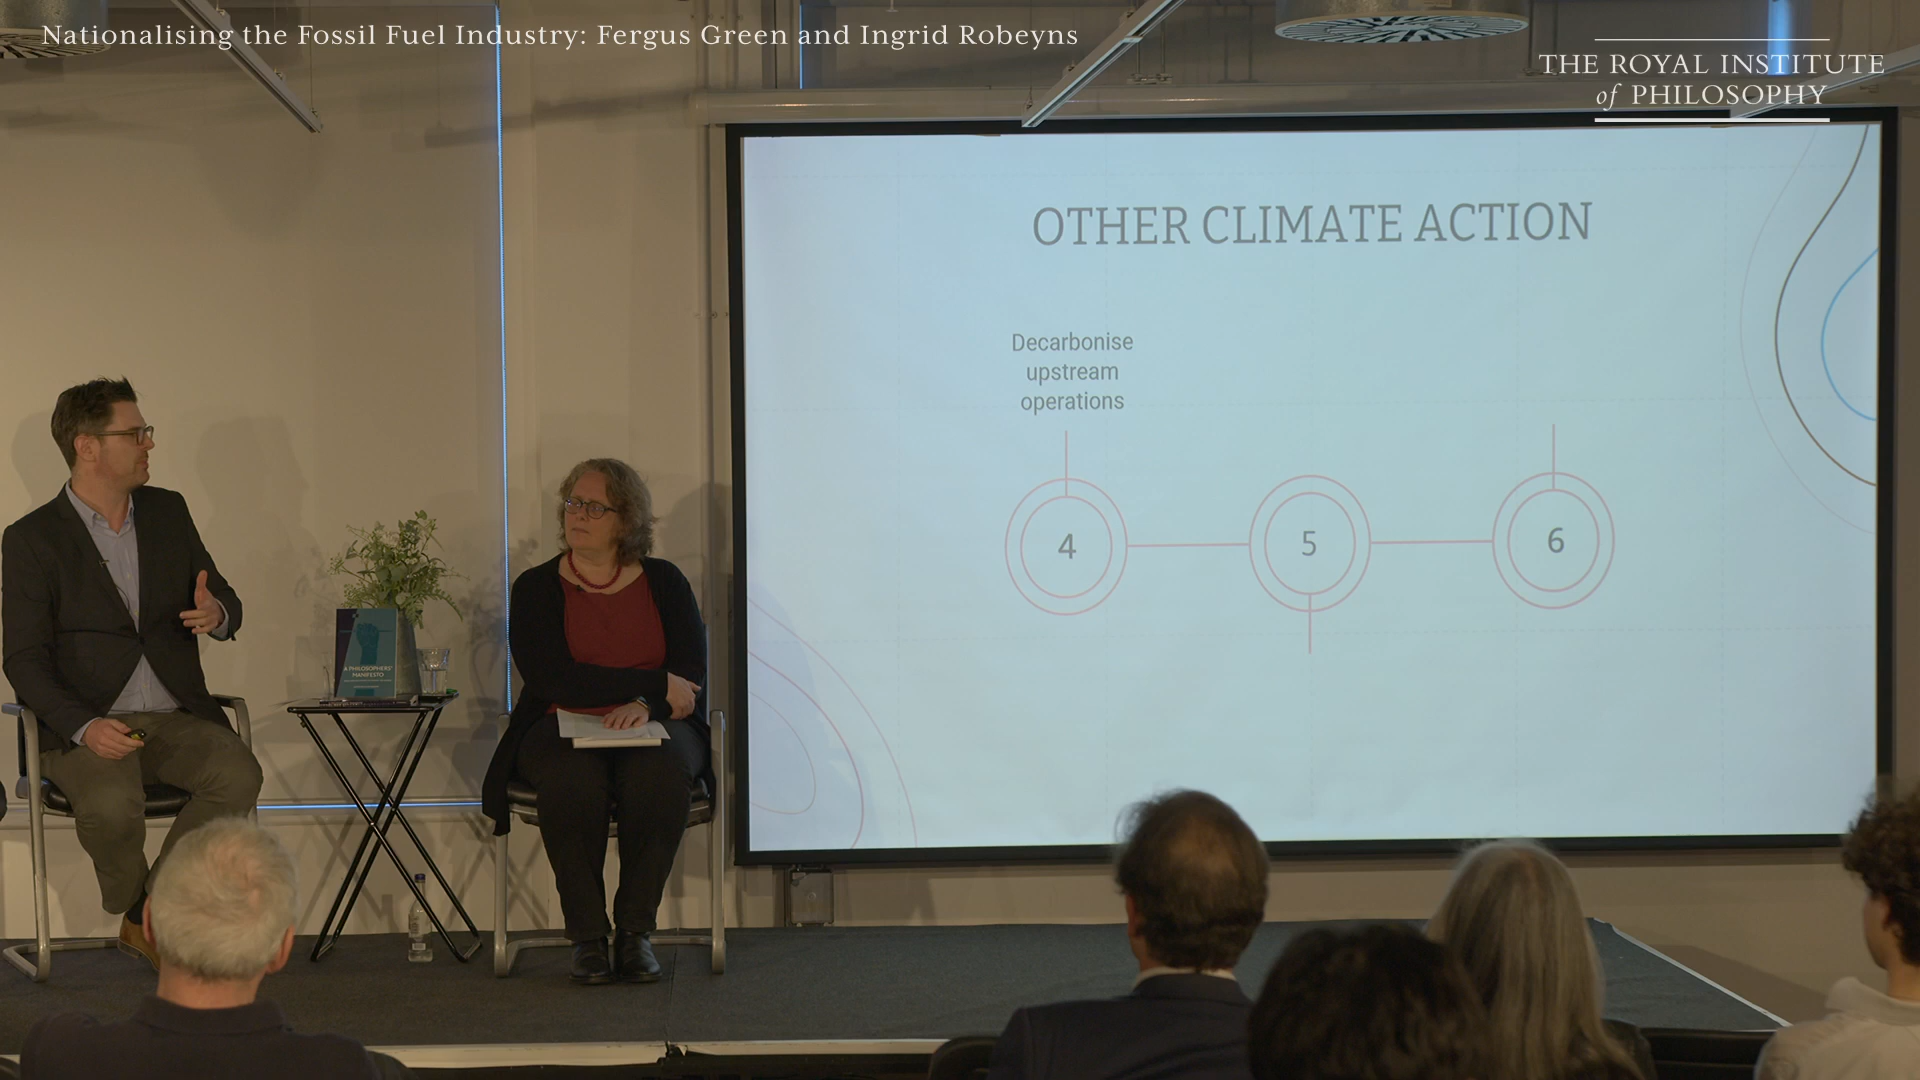 Nationalising the Fossil Fuel Industry: Fergus Green and Ingrid Robeyns
THE ROYAL INSTITUTE
of PHILOSOPHY
OTHER CLIMATE ACTION
Decarbonise
upstream
operations
4
5
6
A PHILOSOPHERS'
MANIFESTO